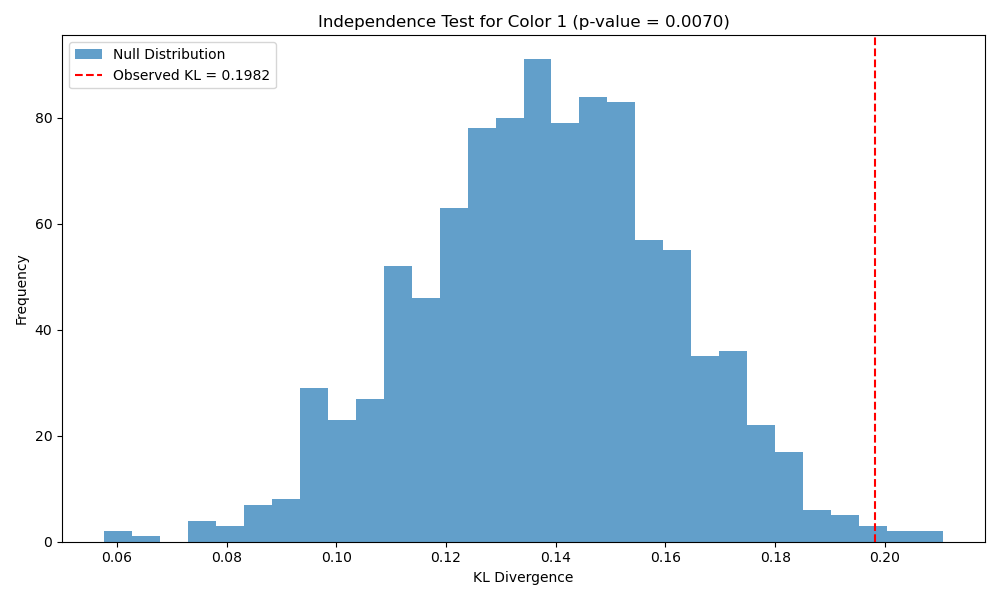 Independence Test for Color 1 (p-value = 0.0070)
Null Distribution
Observed KL = 0.1982
Frequency
80
60
40
20
0
0.06 0.08 0.10 0.12 0.14 0.16 0.18 0.20
KL Divergence